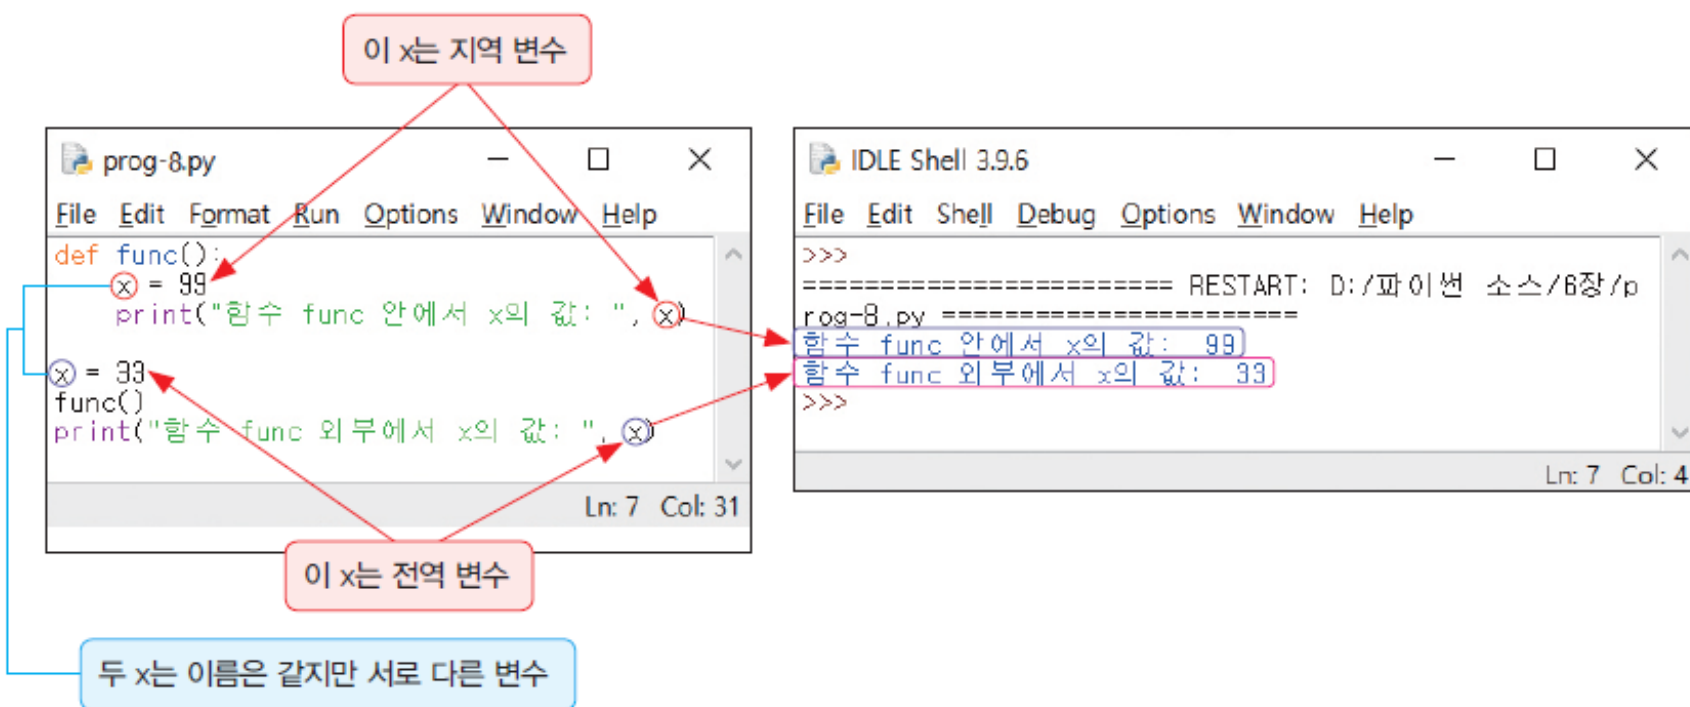 이 x는 지역 변수
prog-8.py
File Edit Format Run Options Window Help
def func():
x = 99
print("함수 func 안에서 x의 값: ", x)
x = 33
func()
print("함수 func 외부에서 x의 값: ", x)
Ln: 7 Col: 31
IDLE Shell 3.9.6
File Edit Shell Debug Options Window Help
>>>
======================== RESTART: D:/파이썬 소스/6장/p
rog-8.py =======================
함수 func 안에서 x의 값:  99
함수 func 외부에서 x의 값:  33
>>>
Ln: 7 Col: 4
이 x는 전역 변수
두 x는 이름은 같지만 서로 다른 변수